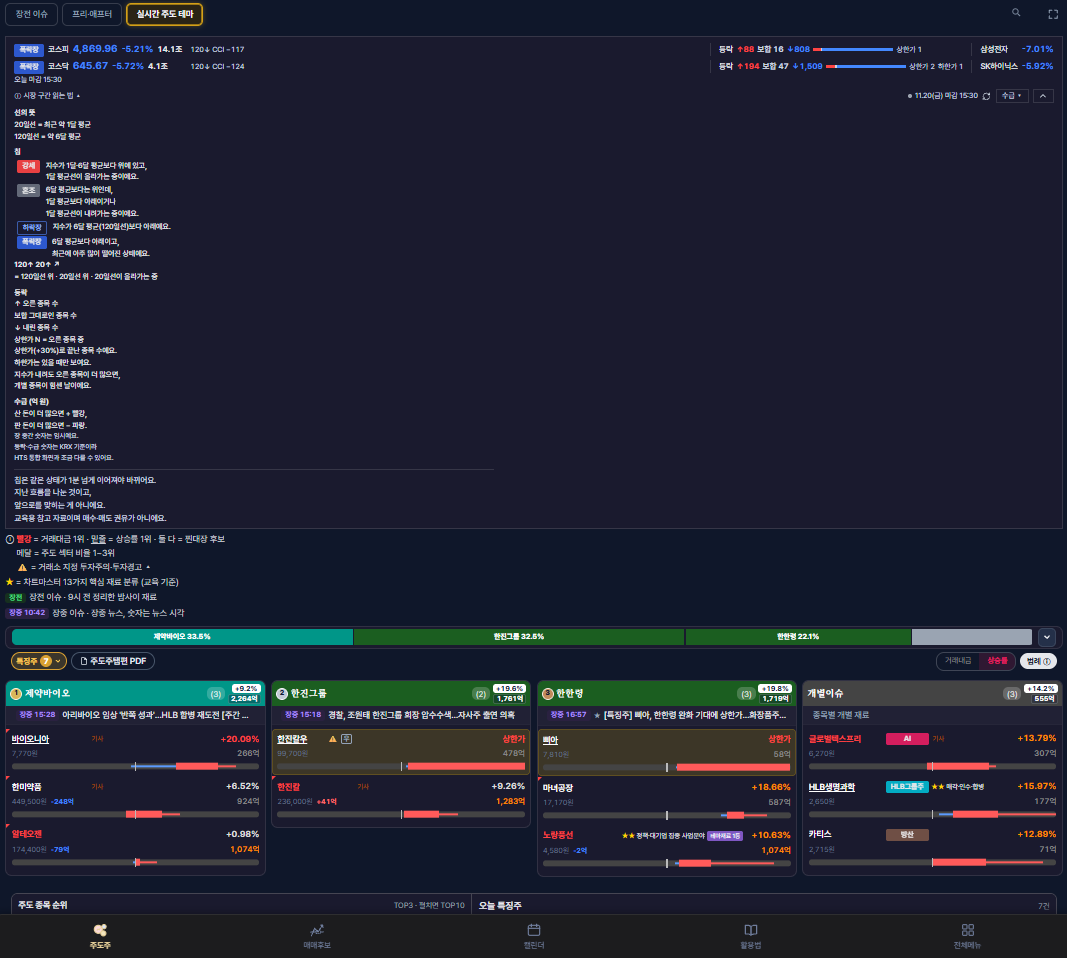 장전 이슈 프리·애프터 실시간 주도 테마
폭락장 코스피 4,869.96 -5.21% 14.1조 120↓ CCI -117 등락 ↑88 보합 16 ↓808 상한가 1 삼성전자 -7.01%
폭락장 코스닥 645.67 -5.72% 4.1조 120↓ CCI -124 등락 ↑194 보합 47 ↓1,509 상한가 2 하한가 1 SK하이닉스 -5.92%
오늘 마감 15:30
ⓘ 시장 구간 읽는 법 ▴ ● 11.20(금) 마감 15:30 수급 ▾
선의 뜻
20일선 = 최근 약 1달 평균
120일선 = 약 6달 평균
칩
강세 지수가 1달·6달 평균보다 위에 있고,
1달 평균선이 올라가는 중이에요.
혼조 6달 평균보다는 위인데,
1달 평균보다 아래이거나
1달 평균선이 내려가는 중이에요.
하락장 지수가 6달 평균(120일선)보다 아래예요.
폭락장 6달 평균보다 아래이고,
최근에 아주 많이 떨어진 상태예요.
120↑ 20↑ ↗
= 120일선 위 · 20일선 위 · 20일선이 올라가는 중
등락
↑ 오른 종목 수
보합 그대로인 종목 수
↓ 내린 종목 수
상한가 N = 오른 종목 중
상한가(+30%)로 끝난 종목 수예요.
하한가는 있을 때만 보여요.
지수가 내려도 오른 종목이 더 많으면,
개별 종목이 힘센 날이에요.
수급 (억 원)
산 돈이 더 많으면 + 빨강,
판 돈이 더 많으면 − 파랑.
장 중간 숫자는 임시예요.
등락·수급 숫자는 KRX 기준이라
HTS 통합 화면과 조금 다를 수 있어요.
칩은 같은 상태가 1분 넘게 이어져야 바뀌어요.
지난 흐름을 나눈 것이고,
앞으로를 맞히는 게 아니에요.
교육용 참고 자료이며 매수·매도 권유가 아니에요.
ⓘ 빨강 = 거래대금 1위 · 밑줄 = 상승률 1위 · 둘 다 = 찐대장 후보
메달 = 주도 섹터 비율 1~3위
⚠ = 거래소 지정 투자주의·투자경고 ▴
★ = 차트마스터 13가지 핵심 재료 분류 (교육 기준)
장전 장전 이슈 · 9시 전 정리한 방사이 재료
장중 10:42 장중 이슈 · 장중 뉴스, 숫자는 뉴스 시각
제약바이오 33.5% 한진그룹 32.5% 한한령 22.1%
특징주 7 주도주템편 PDF 거래대금 상승률 범례 ⓘ
1 제약바이오 (3) +9.2% 2,264억
장중 15:28 아리바이오 임상 '반쪽 성과'...HLB 합병 재도전 [주간 ...
바이오니아 기사 +20.09%
7,770원 266억
한미약품 기사 +6.52%
449,500원 -248억 924억
알테오젠 +0.98%
174,400원 -79억 1,074억
2 한진그룹 (2) +19.6% 1,761억
장중 15:18 경찰, 조원태 한진그룹 회장 압수수색...자사주 출연 의혹
한진칼우 ⚠ 우 상한가
99,700원 478억
한진칼 기사 +9.26%
236,000원 +41억 1,283억
3 한한령 (3) +19.8% 1,719억
장중 16:57 ★ [특징주] 삐아, 한한령 완화 기대에 상한가...화장품주...
삐아 상한가
7,810원 58억
마녀공장 +18.66%
17,170원 587억
노랑풍선 ★★ 정책·대기업 집중 사업분야 테마재료 1등 +10.63%
4,580원 -2억 1,074억
개별이슈 (3) +14.2% 555억
종목별 개별 재료
글로벌텍스프리 AI 기사 +13.79%
6,270원 307억
HLB생명과학 HLB그룹주 ★★ 매각·인수·합병 +15.97%
2,650원 177억
카티스 방산 +12.89%
2,715원 71억
주도 종목 순위 TOP3 · 펼치면 TOP10 오늘 특징주 7건
주도주 매매후보 캘린더 활용법 전체메뉴